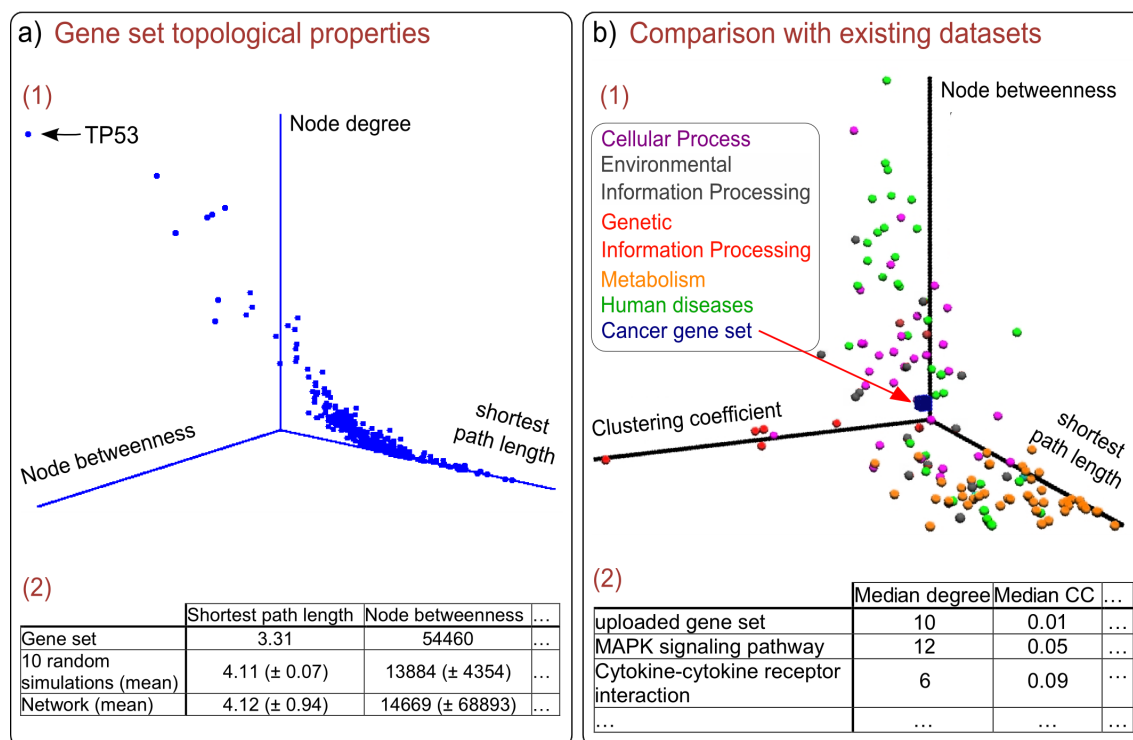 a) Gene set topological properties
(1)
TP53
Node degree
Node betweenness
shortest
path length
(2)
Shortest path length Node betweenness ...
Gene set 3.31 54460 ...
10 random
simulations (mean) 4.11 (± 0.07) 13884 (± 4354) ...
Network (mean) 4.12 (± 0.94) 14669 (± 68893) ...
b) Comparison with existing datasets
(1)
Node betweenness
Cellular Process
Environmental
Information Processing
Genetic
Information Processing
Metabolism
Human diseases
Cancer gene set
Clustering coefficient
shortest
path length
(2)
Median degree Median CC ...
uploaded gene set 10 0.01 ...
MAPK signaling pathway 12 0.05 ...
Cytokine-cytokine receptor
interaction 6 0.09 ...
... ... ... ...